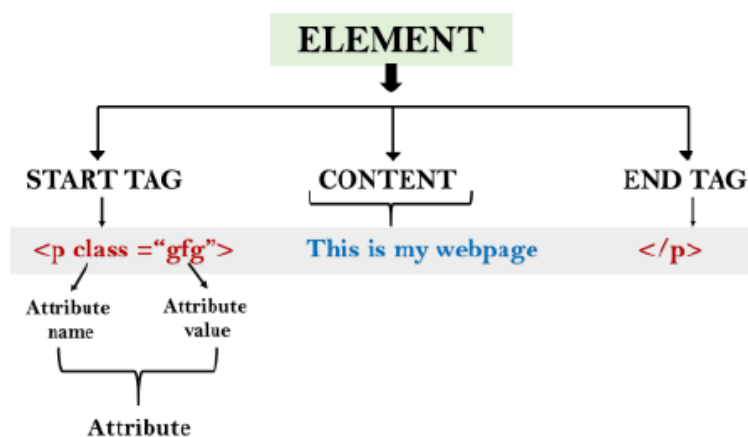 ELEMENT
START TAG CONTENT END TAG
<p class =“gfg”> This is my webpage </p>
Attribute name
Attribute value
Attribute